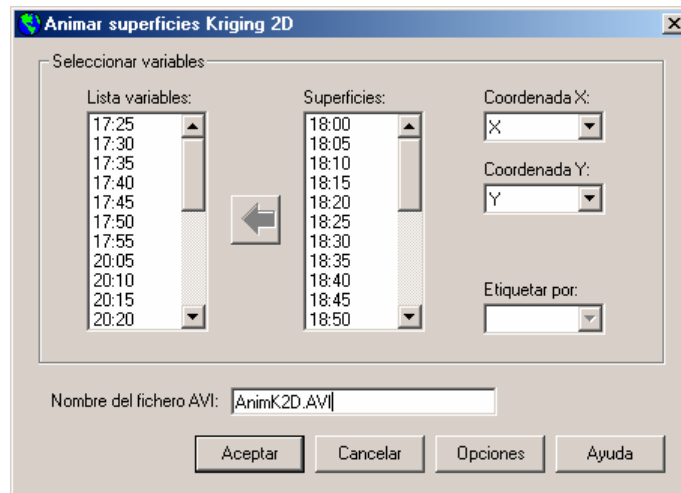 Animar superficies Kriging 2D
Seleccionar variables
Lista variables:
17:25
17:30
17:35
17:40
17:45
17:50
17:55
20:05
20:10
20:15
20:20
Superficies:
18:00
18:05
18:10
18:15
18:20
18:25
18:30
18:35
18:40
18:45
18:50
Coordenada X:
X
Coordenada Y:
Y
Etiquetar por:
Nombre del fichero AVI: AnimK2D.AVI
Aceptar Cancelar Opciones Ayuda